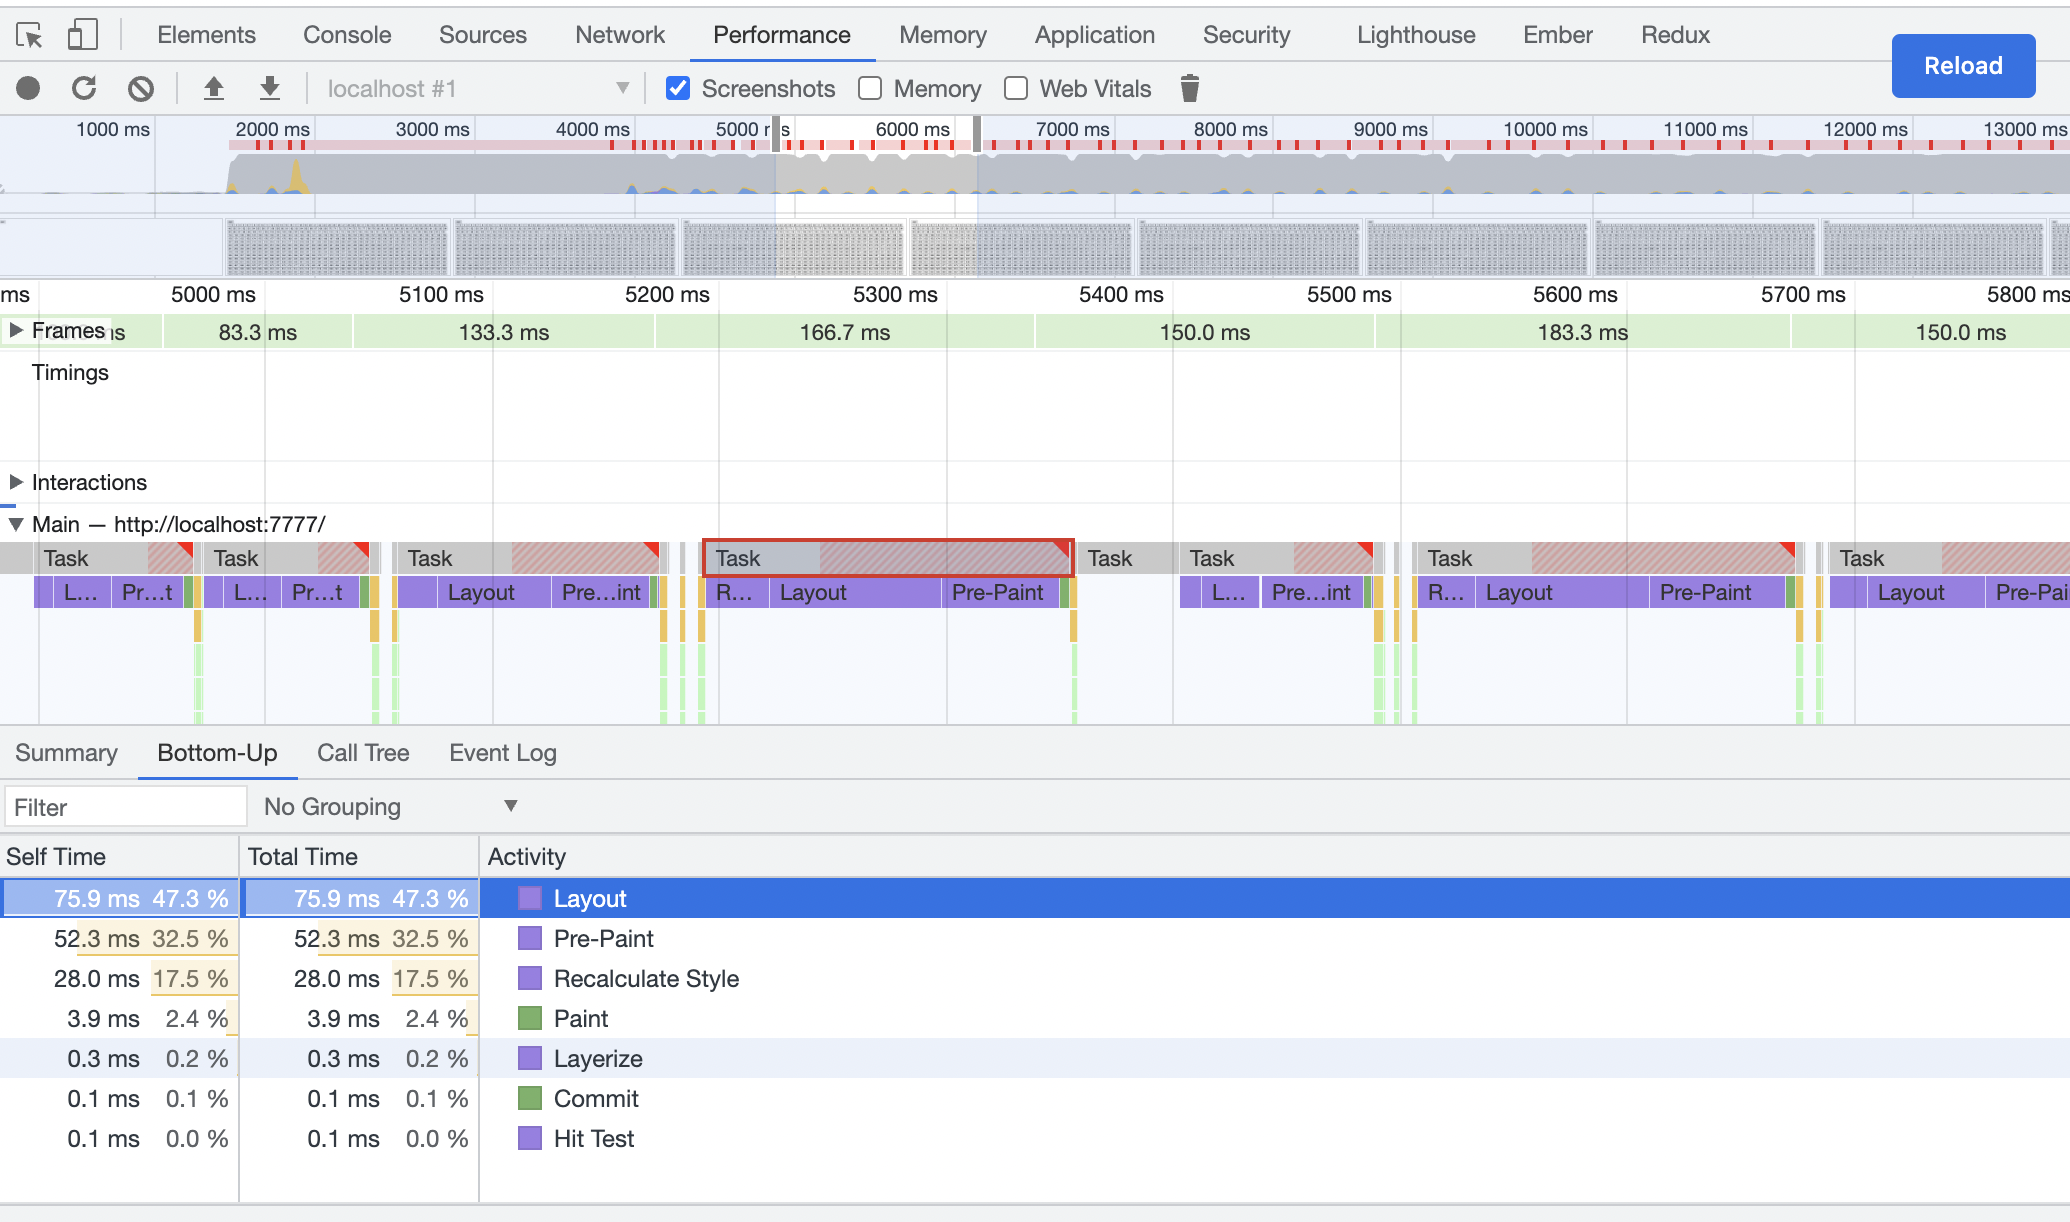 Elements Console Sources Network Performance Memory Application Security Lighthouse Ember Redux
Reload
localhost #1 Screenshots Memory Web Vitals
1000 ms 2000 ms 3000 ms 4000 ms 5000 ms 6000 ms 7000 ms 8000 ms 9000 ms 10000 ms 11000 ms 12000 ms 13000 ms
ms 5000 ms 5100 ms 5200 ms 5300 ms 5400 ms 5500 ms 5600 ms 5700 ms 5800 ms
Frames 83.3 ms 133.3 ms 166.7 ms 150.0 ms 183.3 ms 150.0 ms
Timings
Interactions
Main — http://localhost:7777/
Task Task Task Task Task Task Task Task
L... Pr...t L... Pr...t Layout Pre...int R... Layout Pre-Paint L... Pre...int R... Layout Pre-Paint Layout Pre-Pai
Summary Bottom-Up Call Tree Event Log
Filter No Grouping
Self Time Total Time Activity
75.9 ms 47.3 % 75.9 ms 47.3 % Layout
52.3 ms 32.5 % 52.3 ms 32.5 % Pre-Paint
28.0 ms 17.5 % 28.0 ms 17.5 % Recalculate Style
3.9 ms 2.4 % 3.9 ms 2.4 % Paint
0.3 ms 0.2 % 0.3 ms 0.2 % Layerize
0.1 ms 0.1 % 0.1 ms 0.1 % Commit
0.1 ms 0.0 % 0.1 ms 0.0 % Hit Test